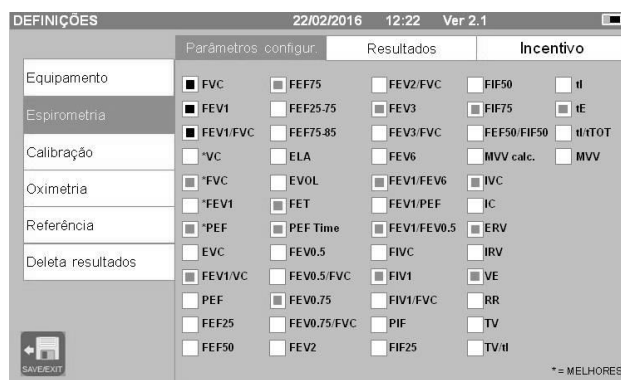 DEFINIÇÕES 22/02/2016 12:22 Ver 2.1
Parâmetros configur. Resultados Incentivo
Equipamento
Espirometria
Calibração
Oximetria
Referência
Deleta resultados
SAVE/EXIT
FVC FEF75 FEV2/FVC FIF50 tI
FEV1 FEF25-75 FEV3 FIF75 tE
FEV1/FVC FEF75-85 FEV3/FVC FEF50/FIF50 tI/tTOT
*VC ELA FEV6 MVV calc. MVV
*FVC EVOL FEV1/FEV6 IVC
*FEV1 FET FEV1/PEF IC
*PEF PEF Time FEV1/FEV0.5 ERV
EVC FEV0.5 FIVC IRV
FEV1/VC FEV0.5/FVC FIV1 VE
PEF FEV0.75 FIV1/FVC RR
FEF25 FEV0.75/FVC PIF TV
FEF50 FEV2 FIF25 TV/tI
* = MELHORES